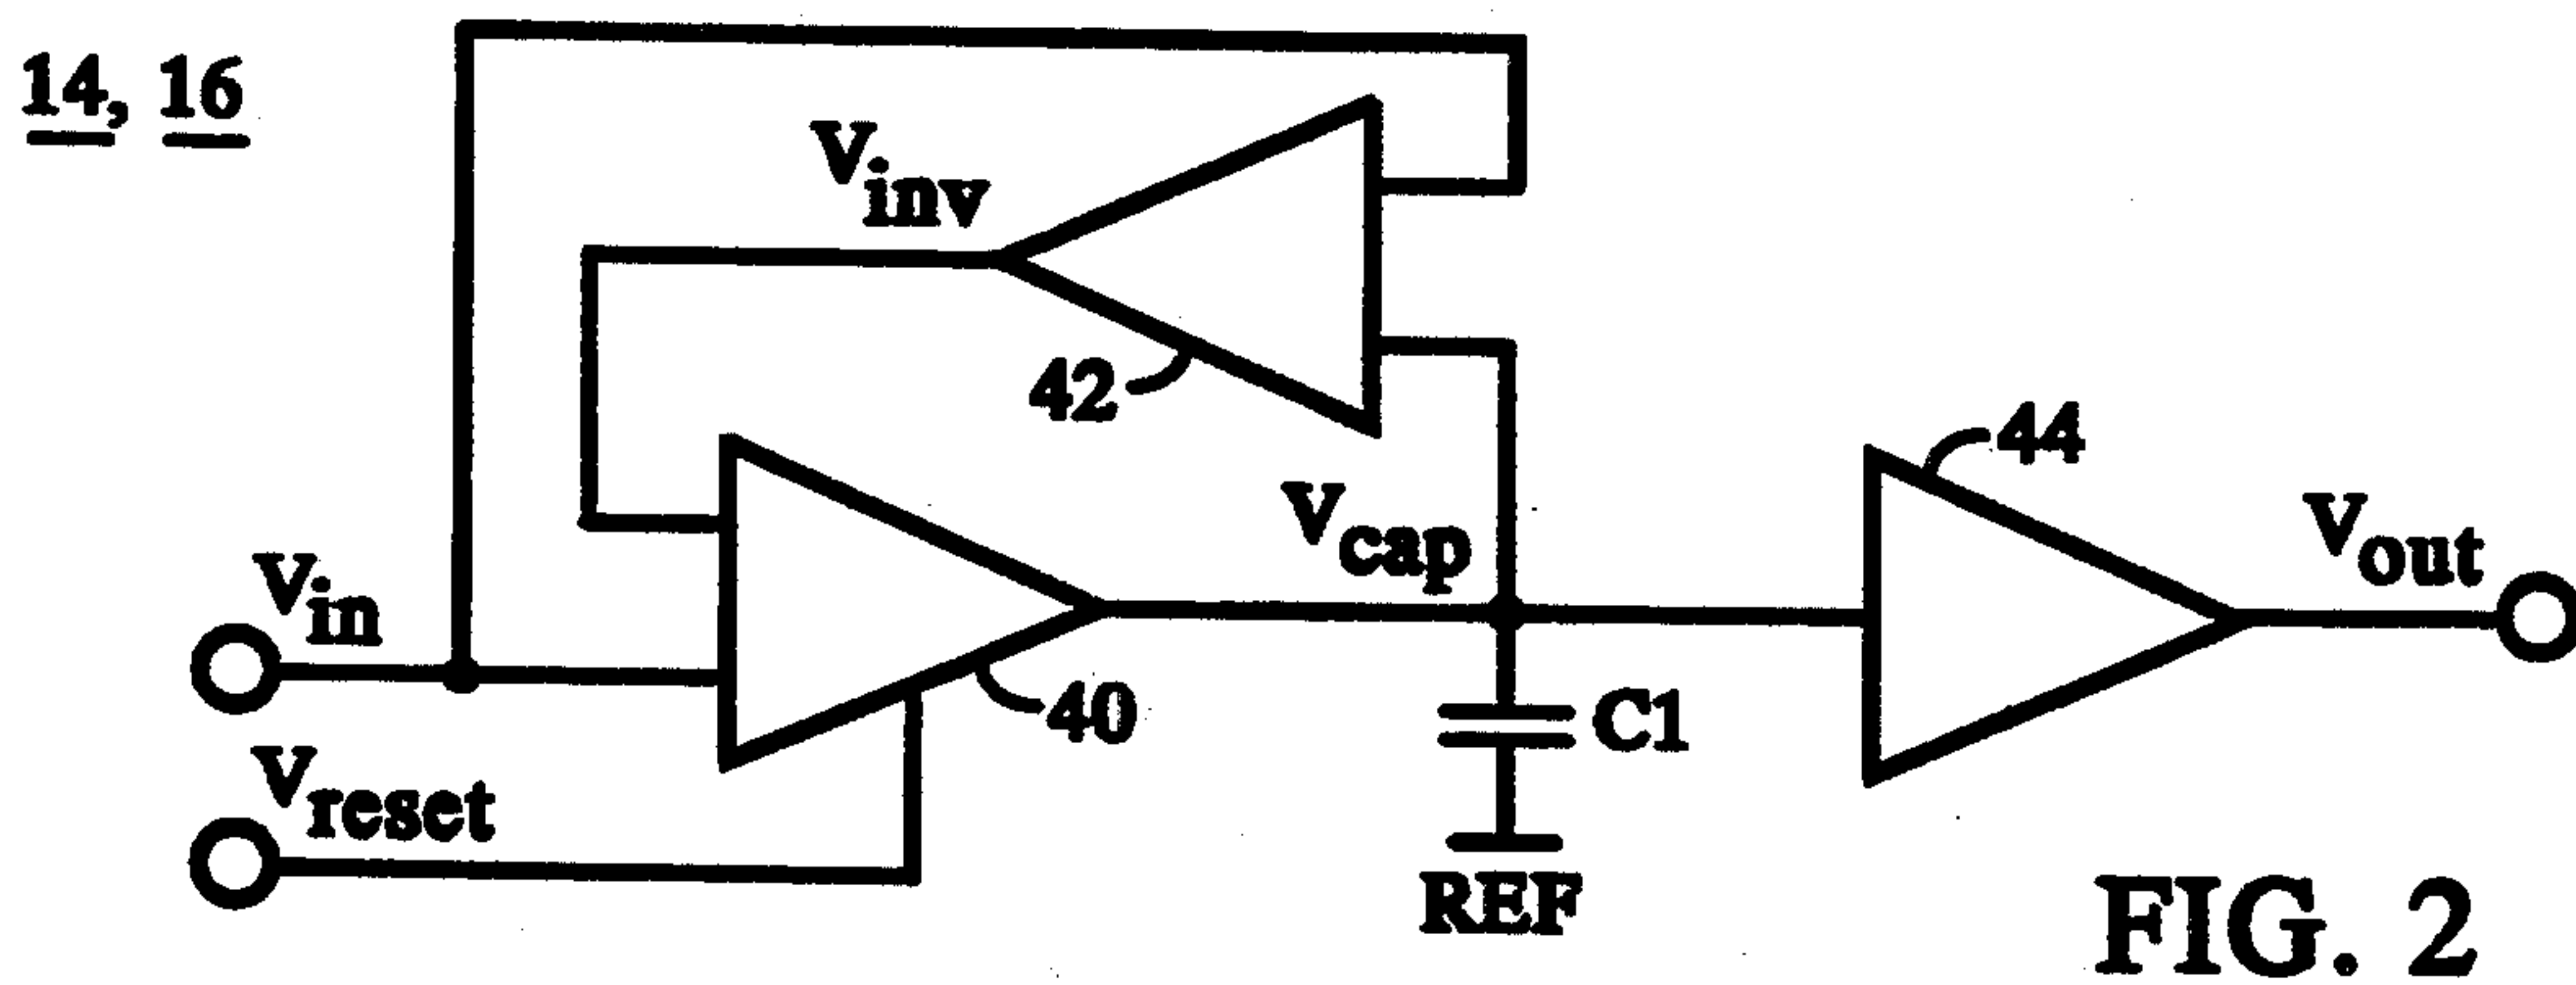 14, 16
Vinv
42
44
Vcap
Vout
Vin
40
C1
Vreset
REF
FIG. 2